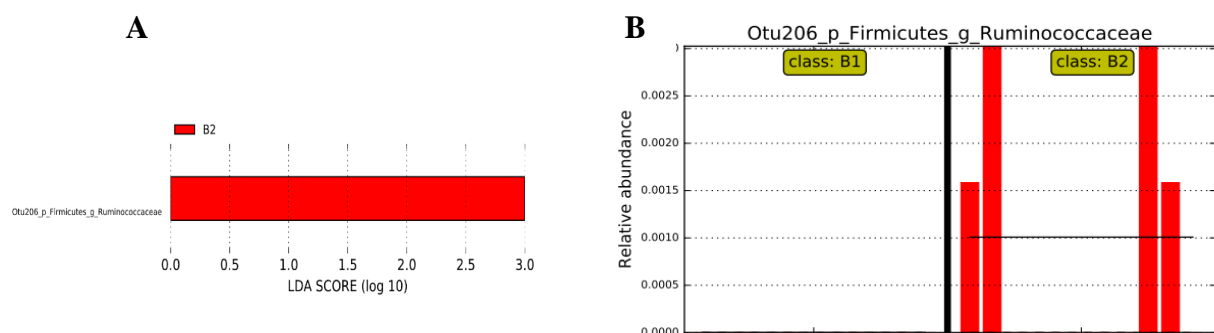 A
B2
Otu206_p_Firmicutes_g_Ruminococcaceae
0.0 0.5 1.0 1.5 2.0 2.5 3.0
LDA SCORE (log 10)
B
Otu206_p_Firmicutes_g_Ruminococcaceae
class: B1
class: B2
Relative abundance
0.0025
0.0020
0.0015
0.0010
0.0005
0.0000